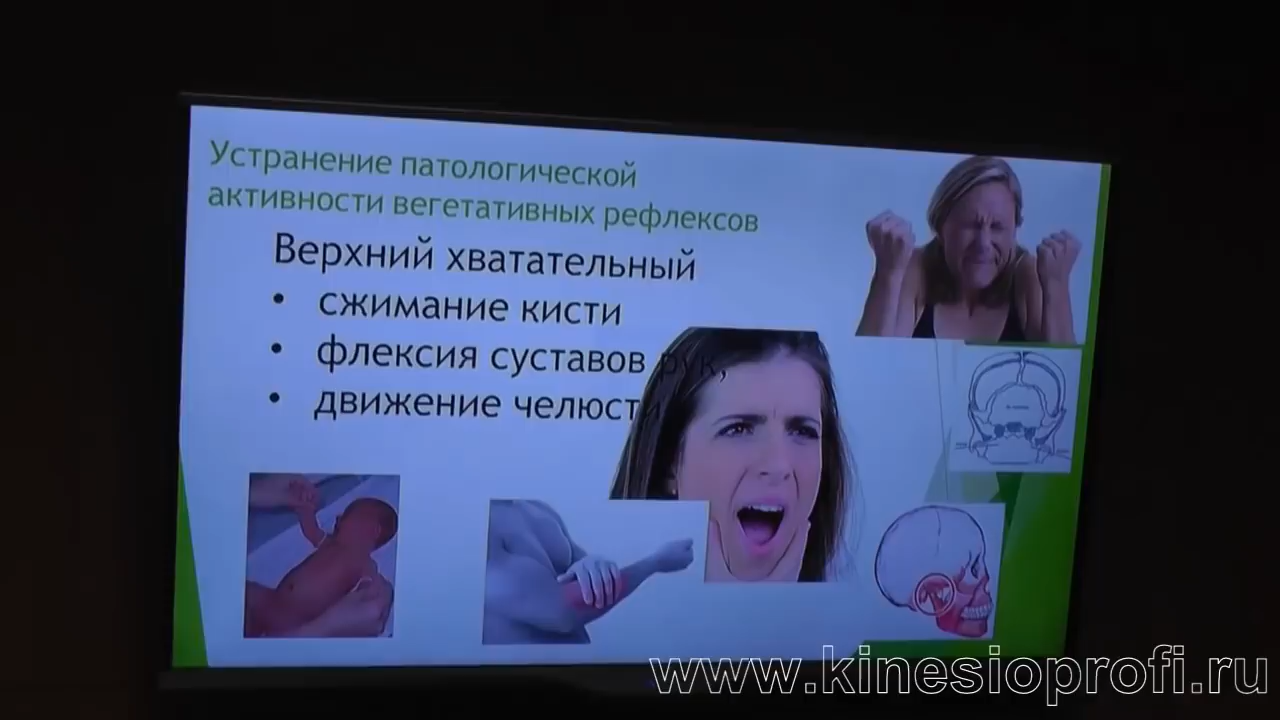 Устранение патологической
активности вегетативных рефлексов
Верхний хватательный
• сжимание кисти
• флексия суставов рук,
• движение челюсти
www.kinesioprofi.ru